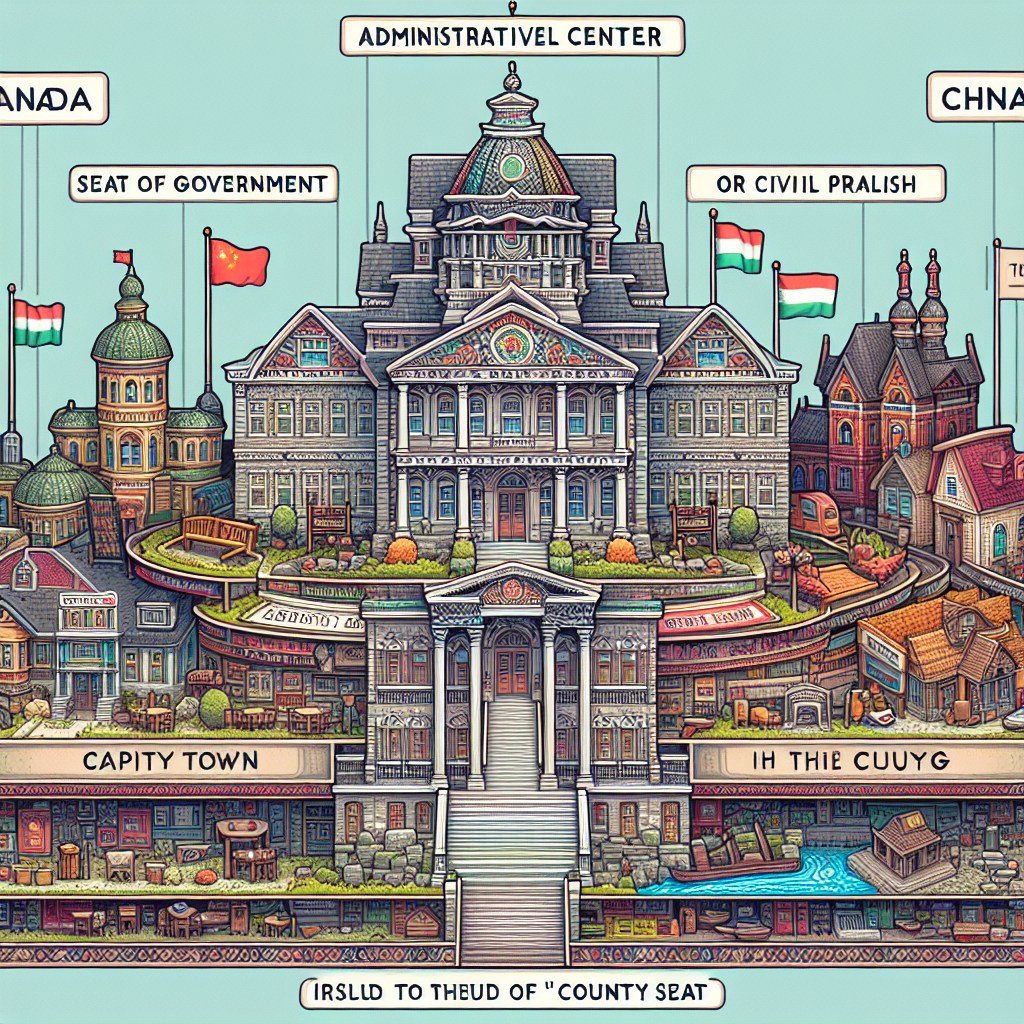 ADMINISTRATIVEL CENTER
ANADA
CHNA
SEAT OF GOVERNMENT
OR CIVIIL PRALISH
CAPITY TOWN
IH THIE CUUYG
IRSLUD TO THEUD OF "COUNTY SEAT